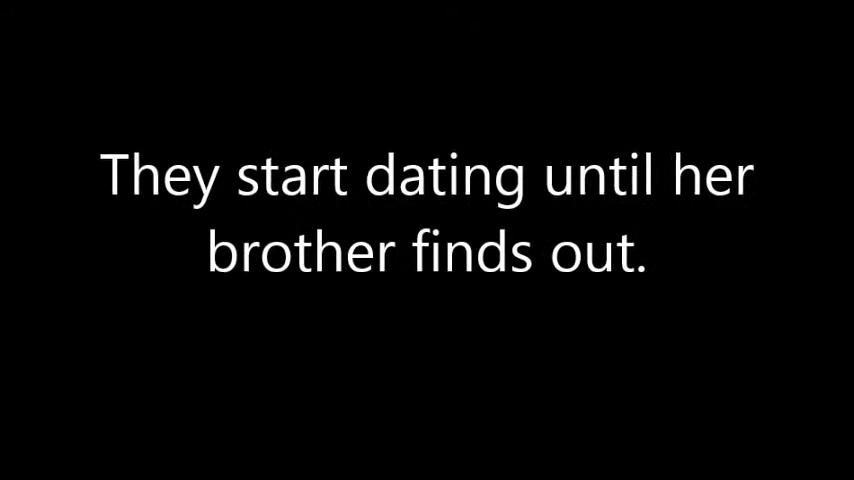 They start dating until her
brother finds out.